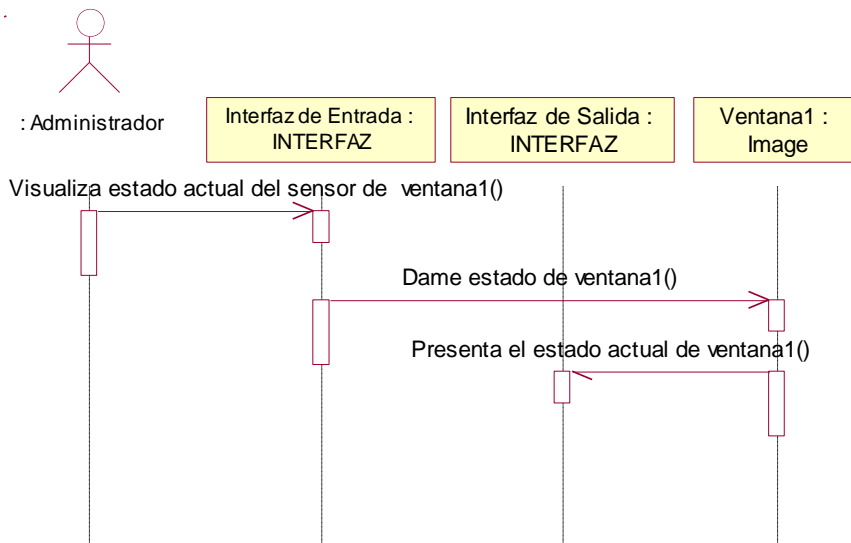 : Administrador
Interfaz de Entrada :
INTERFAZ
Interfaz de Salida :
INTERFAZ
Ventana1 :
Image
Visualiza estado actual del sensor de ventana1()
Dame estado de ventana1()
Presenta el estado actual de ventana1()